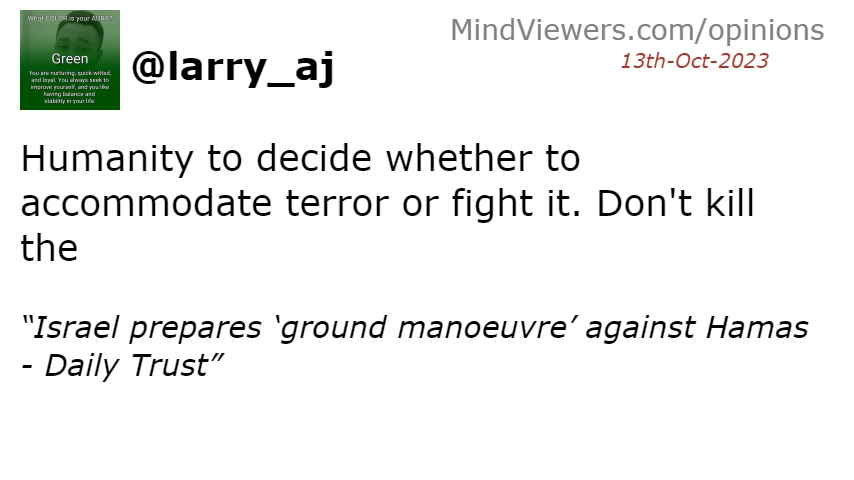 What COLOR is your AURA?
MindViewers.com/opinions
13th-Oct-2023
Green
You are nurturing, quick-witted,
and loyal. You always seek to
improve yourself, and you like
having balance and
stability in your life.
@larry_aj
Humanity to decide whether to
accommodate terror or fight it. Don't kill
the
“Israel prepares ‘ground manoeuvre’ against Hamas
- Daily Trust”